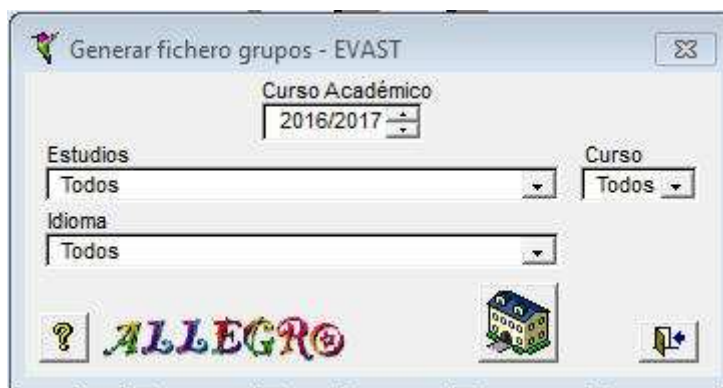 Generar fichero grupos - EVAST
Curso Académico
2016/2017
Estudios
Curso
Todos
Todos
Idioma
Todos
? ALLEGRO